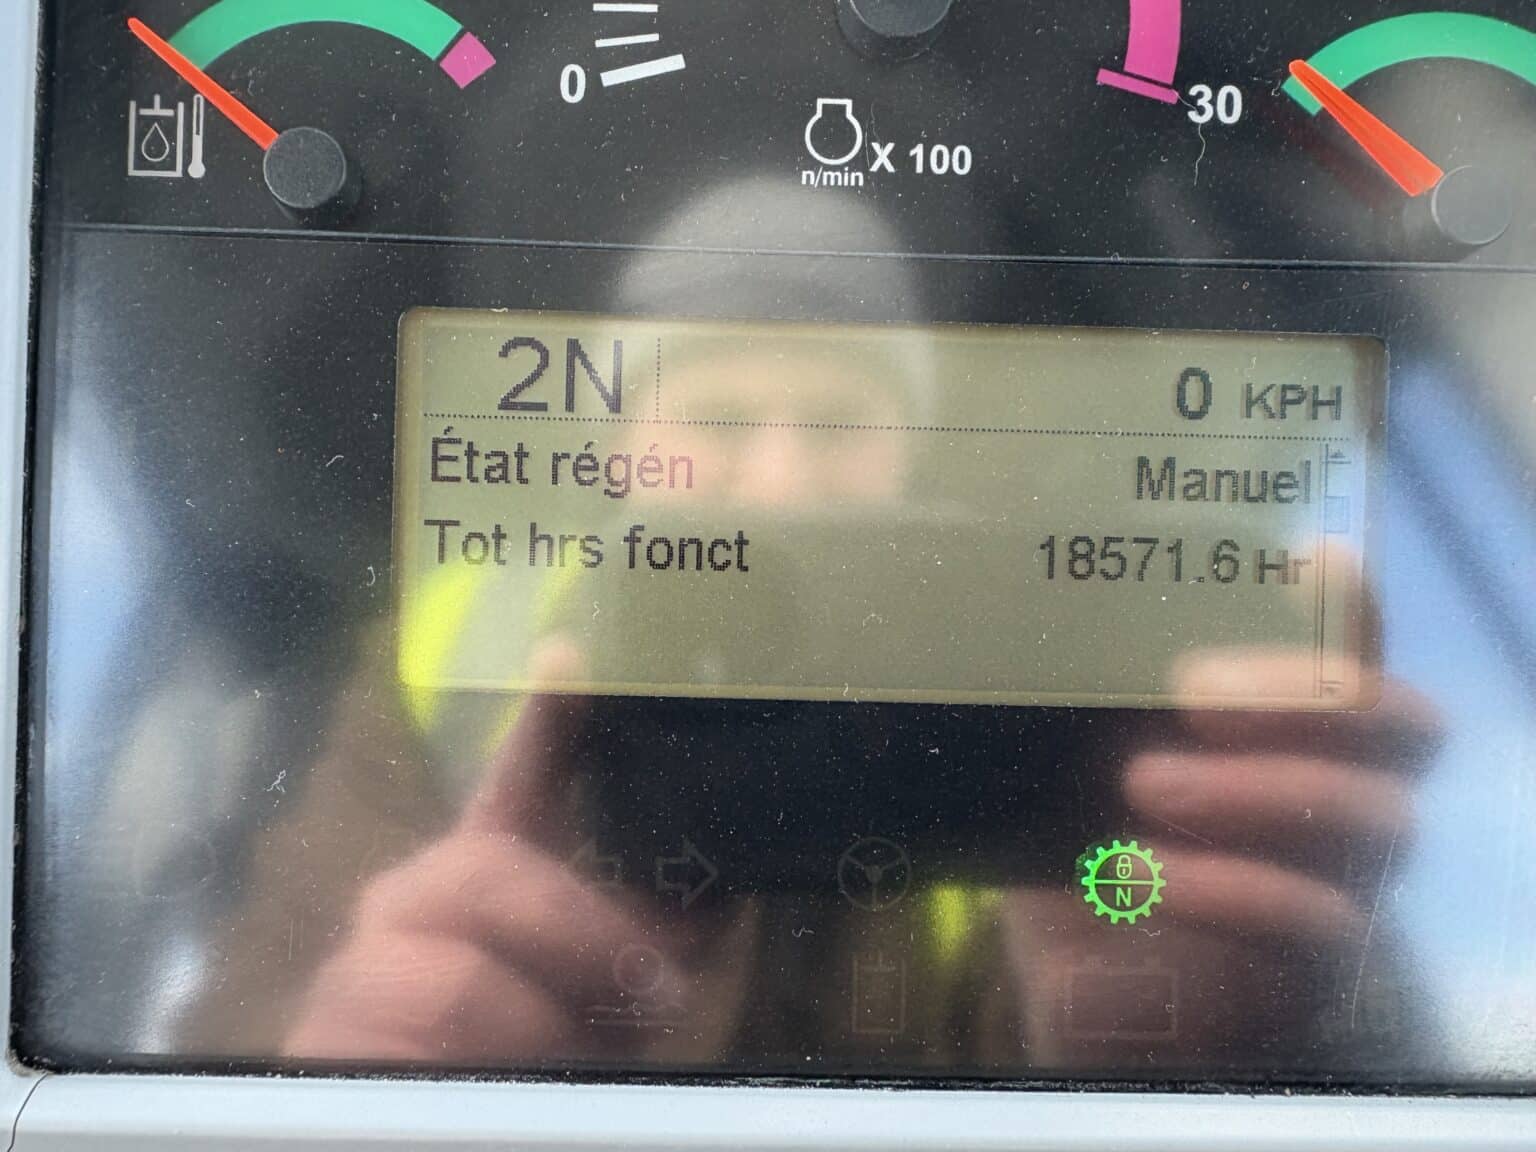 0
30
n/min X 100
2N 0 KPH
État régén Manuel
Tot hrs fonct 18571.6 Hr
N